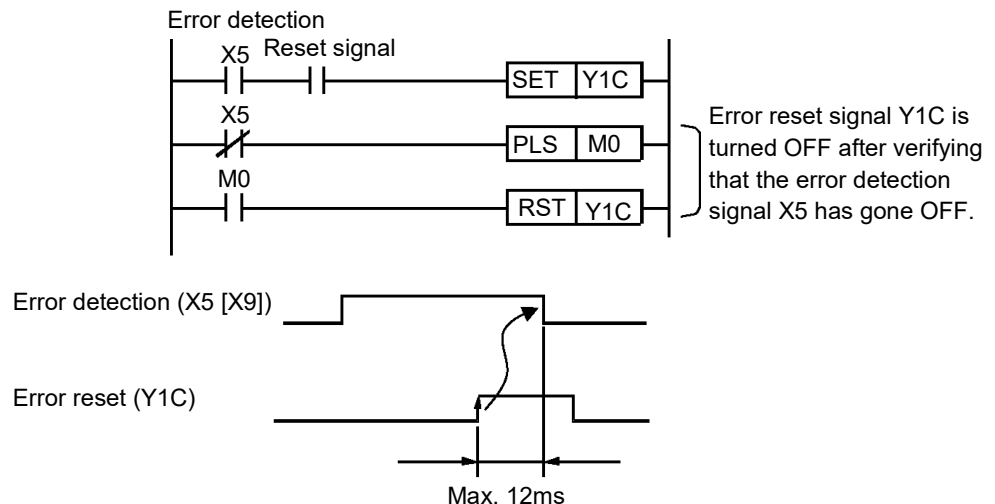 Error detection
X5 Reset signal
SET Y1C
X5
PLS M0
M0
RST Y1C
Error reset signal Y1C is
turned OFF after verifying
that the error detection
signal X5 has gone OFF.
Error detection (X5 [X9])
Error reset (Y1C)
Max. 12ms